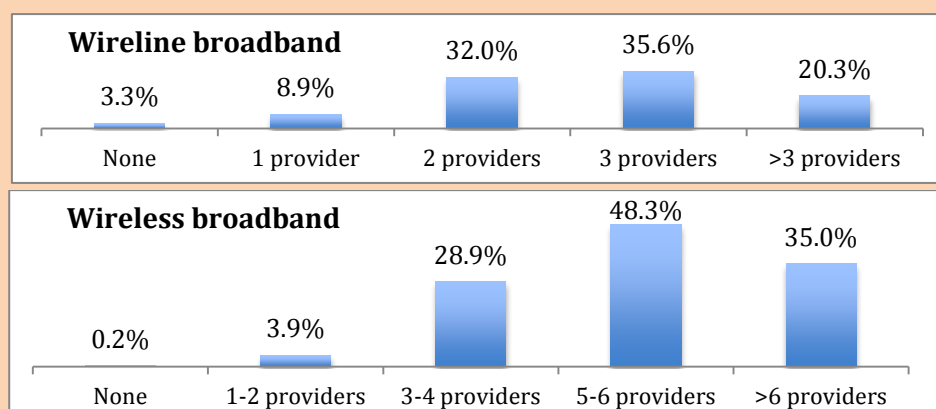 Wireline broadband
3.3% 8.9% 32.0% 35.6% 20.3%
None 1 provider 2 providers 3 providers >3 providers
Wireless broadband
0.2% 3.9% 28.9% 48.3% 35.0%
None 1-2 providers 3-4 providers 5-6 providers >6 providers